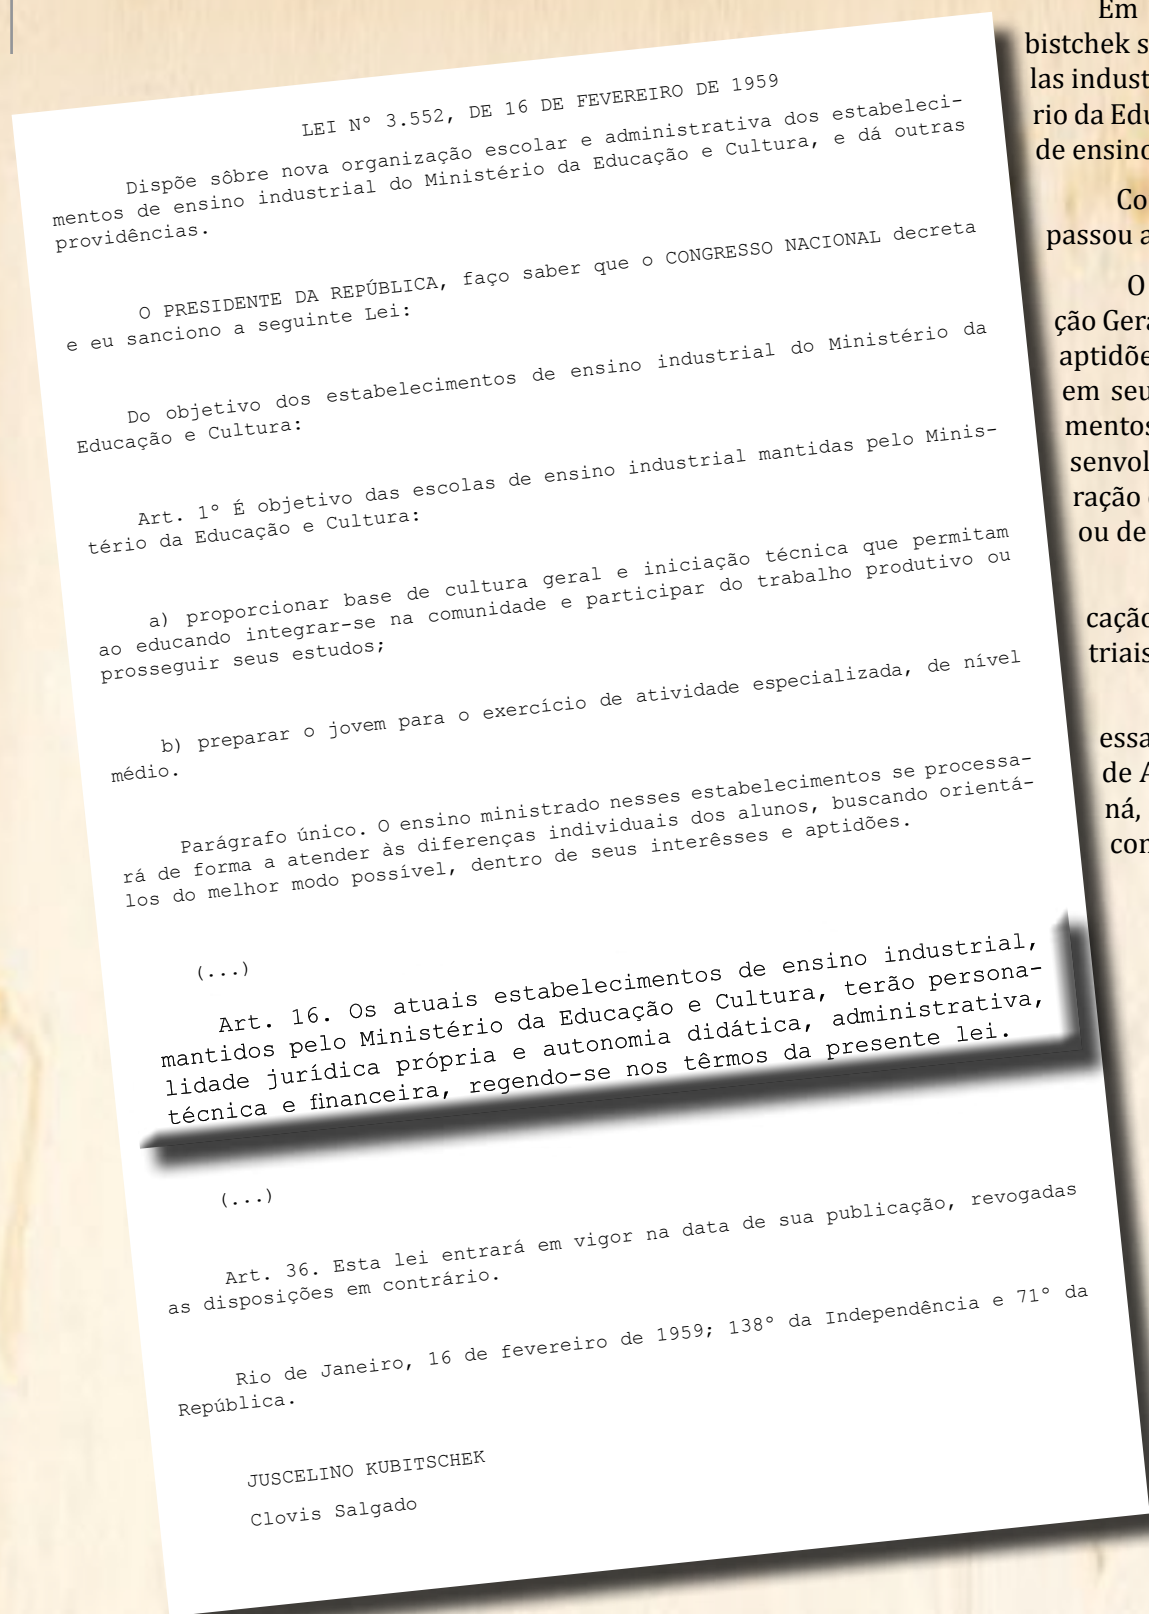 LEI Nº 3.552, DE 16 DE FEVEREIRO DE 1959
Dispõe sôbre nova organização escolar e administrativa dos estabeleci-
mentos de ensino industrial do Ministério da Educação e Cultura, e dá outras
providências.
O PRESIDENTE DA REPÚBLICA, faço saber que o CONGRESSO NACIONAL decreta
e eu sanciono a seguinte Lei:
Do objetivo dos estabelecimentos de ensino industrial do Ministério da
Educação e Cultura:
Art. 1º É objetivo das escolas de ensino industrial mantidas pelo Minis-
tério da Educação e Cultura:
a) proporcionar base de cultura geral e iniciação técnica que permitam
ao educando integrar-se na comunidade e participar do trabalho produtivo ou
prosseguir seus estudos;
b) preparar o jovem para o exercício de atividade especializada, de nível
médio.
Parágrafo único. O ensino ministrado nesses estabelecimentos se processa-
rá de forma a atender às diferenças individuais dos alunos, buscando orientá-
los do melhor modo possível, dentro de seus interêsses e aptidões.
(...)
Art. 16. Os atuais estabelecimentos de ensino industrial,
mantidos pelo Ministério da Educação e Cultura, terão persona-
lidade jurídica própria e autonomia didática, administrativa,
técnica e financeira, regendo-se nos têrmos da presente lei.
(...)
Art. 36. Esta lei entrará em vigor na data de sua publicação, revogadas
as disposições em contrário.
Rio de Janeiro, 16 de fevereiro de 1959; 138º da Independência e 71º da
República.
JUSCELINO KUBITSCHEK
Clovis Salgado
Em
bistchek s
las indust
rio da Edu
de ensino
Co
passou a
O
ção Gera
aptidõe
em seu
mentos
senvol
ração
ou de
cação
triais
essa
de A
ná,
con